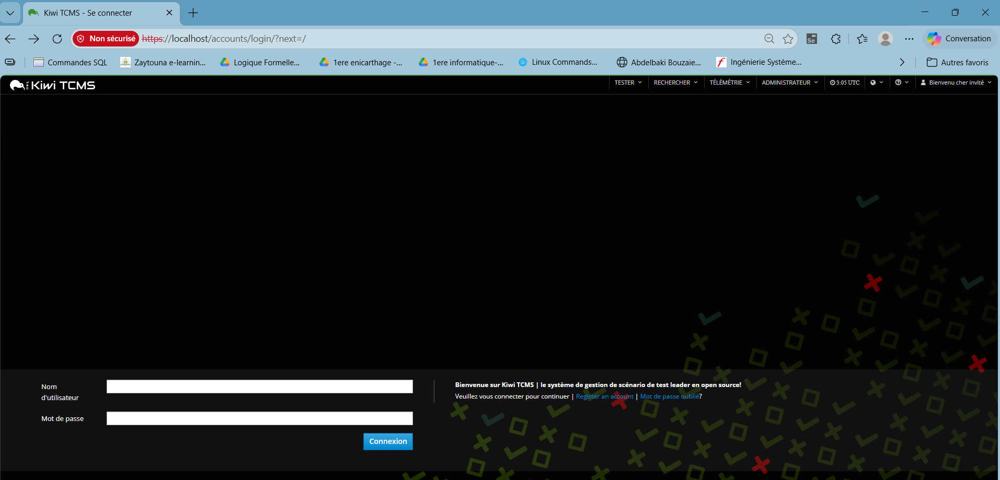 Kiwi TCMS - Se connecter
Non sécurisé https://localhost/accounts/login/?next=/
Se
Conversation
Commandes SQL Zaytouna e-learnin... Logique Formelle... 1ere enicarthage -... 1ere informatique-... Linux Commands... Abdelbaki Bouzaie... Ingénierie Système... Autres favoris
Kiwi TCMS
TESTER RECHERCHER TÉLÉMÉTRIE ADMINISTRATEUR 3:05 UTC Bienvenu cher invité
Nom
d'utilisateur
Mot de passe
Connexion
Bienvenue sur Kiwi TCMS | le système de gestion de scénario de test leader en open source!
Veuillez vous connecter pour continuer | Register an account | Mot de passe oublié?